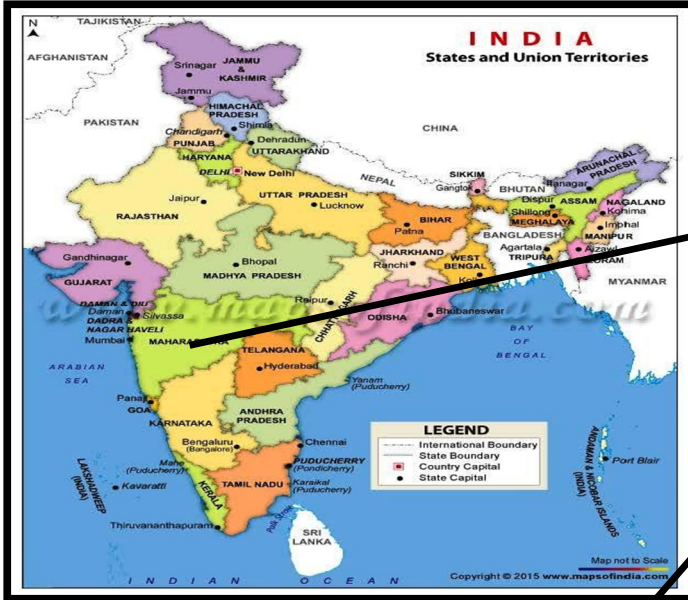 TAJIKISTAN
N
INDIA
States and Union Territories
AFGHANISTAN
JAMMU
&
KASHMIR
Srinagar
Jammu
HIMACHAL
PRADESH
Shimla
PAKISTAN
CHINA
Chandigarh
PUNJAB
Dehradun
UTTARAKHAND
HARYANA
DELHI
New Delhi
NEPAL
SIKKIM
Gangtok
BHUTAN
ARUNACHAL
PRADESH
Itanagar
Dispur
ASSAM
NAGALAND
Kohima
Shillong
MEGHALAYA
Imphal
MANIPUR
BANGLADESH
Agartala
TRIPURA
Aizawl
MYANMAR
Jaipur
RAJASTHAN
UTTAR PRADESH
Lucknow
BIHAR
Patna
JHARKHAND
Ranchi
WEST
BENGAL
Gandhinagar
GUJARAT
Bhopal
MADHYA PRADESH
Raipur
CHHATTISGARH
ODISHA
Bhubaneswar
DAMAN & DIU
Daman
DADRA &
NAGAR HAVELI
Silvassa
Mumbai
TELANGANA
Hyderabad
ARABIAN
SEA
BAY
OF
BENGAL
Yanam
(Puducherry)
Panaji
GOA
KARNATAKA
ANDHRA
PRADESH
Bengaluru
(Bangalore)
Chennai
PUDUCHERRY
(Pondicherry)
Mahe
(Puducherry)
Karaikal
(Puducherry)
TAMIL NADU
KERALA
LAKSHADWEEP
(INDIA)
Kavaratti
Thiruvananthapuram
Palk Strait
SRI
LANKA
LEGEND
International Boundary
State Boundary
Country Capital
State Capital
ANDAMAN & NICOBAR ISLANDS
(INDIA)
Port Blair
INDIAN OCEAN
Map not to Scale
Copyright © 2015 www.mapsofindia.com